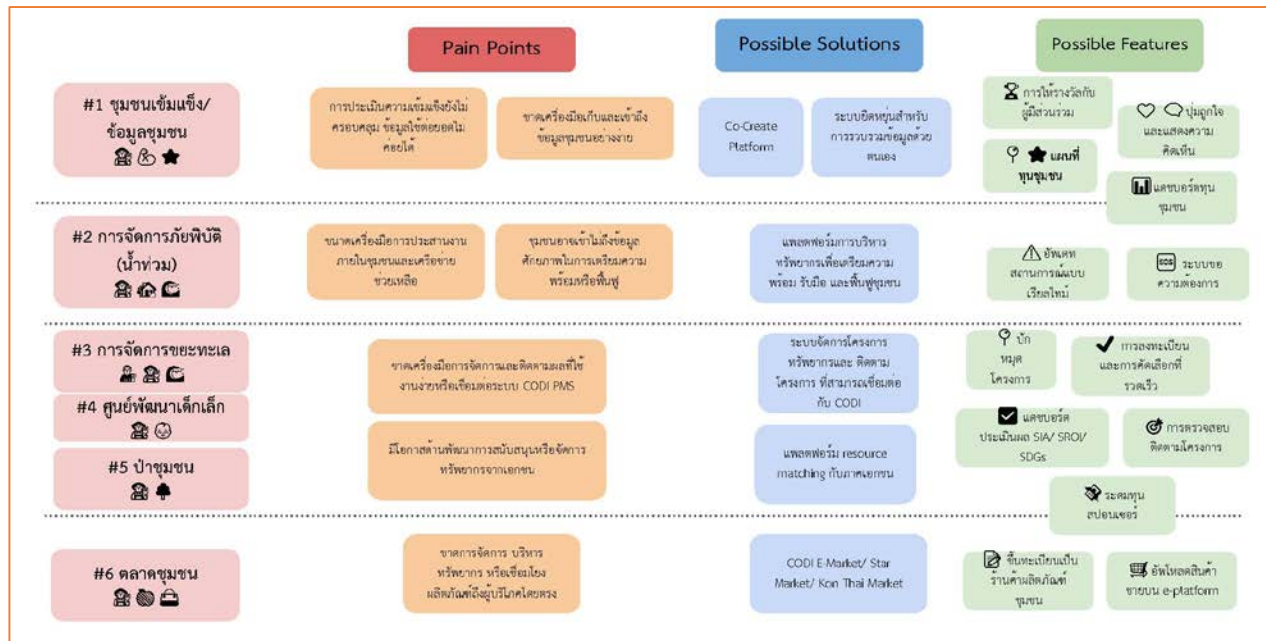 Pain Points
Possible Solutions
Possible Features
#1 ชุมชนเข้มแข็ง/
ข้อมูลชุมชน
การประเมินความเข้มแข็งยังไม่
ครอบคลุม ข้อมูลใช้ต่อยอดไม่
ค่อยได้
ขาดเครื่องมือเก็บและเข้าถึง
ข้อมูลชุมชนอย่างง่าย
Co-Create
Platform
ระบบยืดหยุ่นสำหรับ
การรวบรวมข้อมูลด้วย
ตนเอง
การให้รางวัลกับ
ผู้มีส่วนร่วม
ปุ่มถูกใจ
และแสดงความ
คิดเห็น
แผนที่
ทุนชุมชน
แดชบอร์ดทุน
ชุมชน
#2 การจัดการภัยพิบัติ
(น้ำท่วม)
ขนาดเครื่องมือการประสานงาน
ภายในชุมชนและเครือข่าย
ช่วยเหลือ
ชุมชนอาจเข้าไม่ถึงข้อมูล
ศักยภาพในการเตรียมความ
พร้อมหรือฟื้นฟู
แพลตฟอร์มการบริหาร
ทรัพยากรเพื่อเตรียมความ
พร้อม รับมือ และฟื้นฟูชุมชน
อัพเดท
สถานการณ์แบบ
เรียลไทม์
SOS ระบบขอ
ความต้องการ
#3 การจัดการขยะทะเล
#4 ศูนย์พัฒนาเด็กเล็ก
#5 ป่าชุมชน
ขาดเครื่องมือการจัดการและติดตามผลที่ใช้
งานง่ายหรือเชื่อมต่อระบบ CODI PMS
มีโอกาสด้านพัฒนาการสนับสนุนหรือจัดการ
ทรัพยากรจากเอกชน
ระบบจัดการโครงการ
ทรัพยากรและ ติดตาม
โครงการ ที่สามารถเชื่อมต่อ
กับ CODI
แพลตฟอร์ม resource
matching กับภาคเอกชน
ปัก
หมุด
โครงการ
การลงทะเบียน
และการคัดเลือกที่
รวดเร็ว
แดชบอร์ด
ประเมินผล SIA/ SROI/
SDGs
การตรวจสอบ
ติดตามโครงการ
ระดมทุน
สปอนเซอร์
#6 ตลาดชุมชน
ขาดการจัดการ บริหาร
ทรัพยากร หรือเชื่อมโยง
ผลิตภัณฑ์ถึงผู้บริโภคโดยตรง
CODI E-Market/ Star
Market/ Kon Thai Market
ขึ้นทะเบียนเป็น
ร้านค้าผลิตภัณฑ์
ชุมชน
อัพโหลดสินค้า
ขายบน e-platform